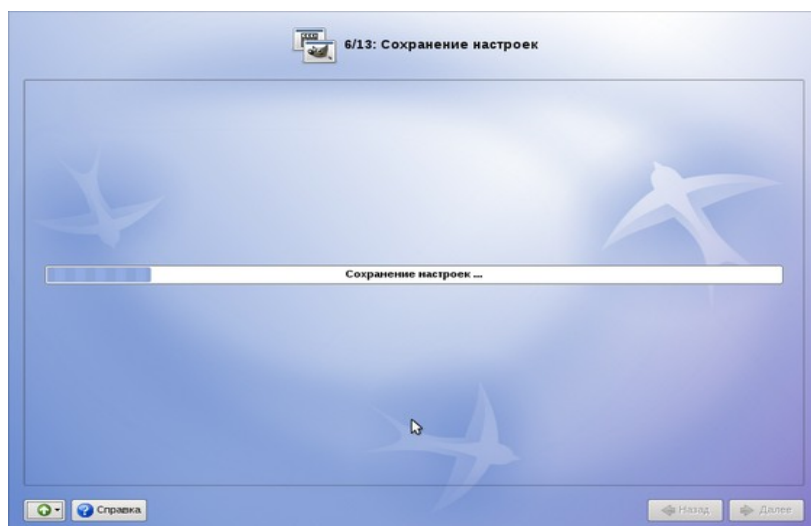 6/13: Сохранение настроек
Сохранение настроек ...
Справка
Назад
Далее